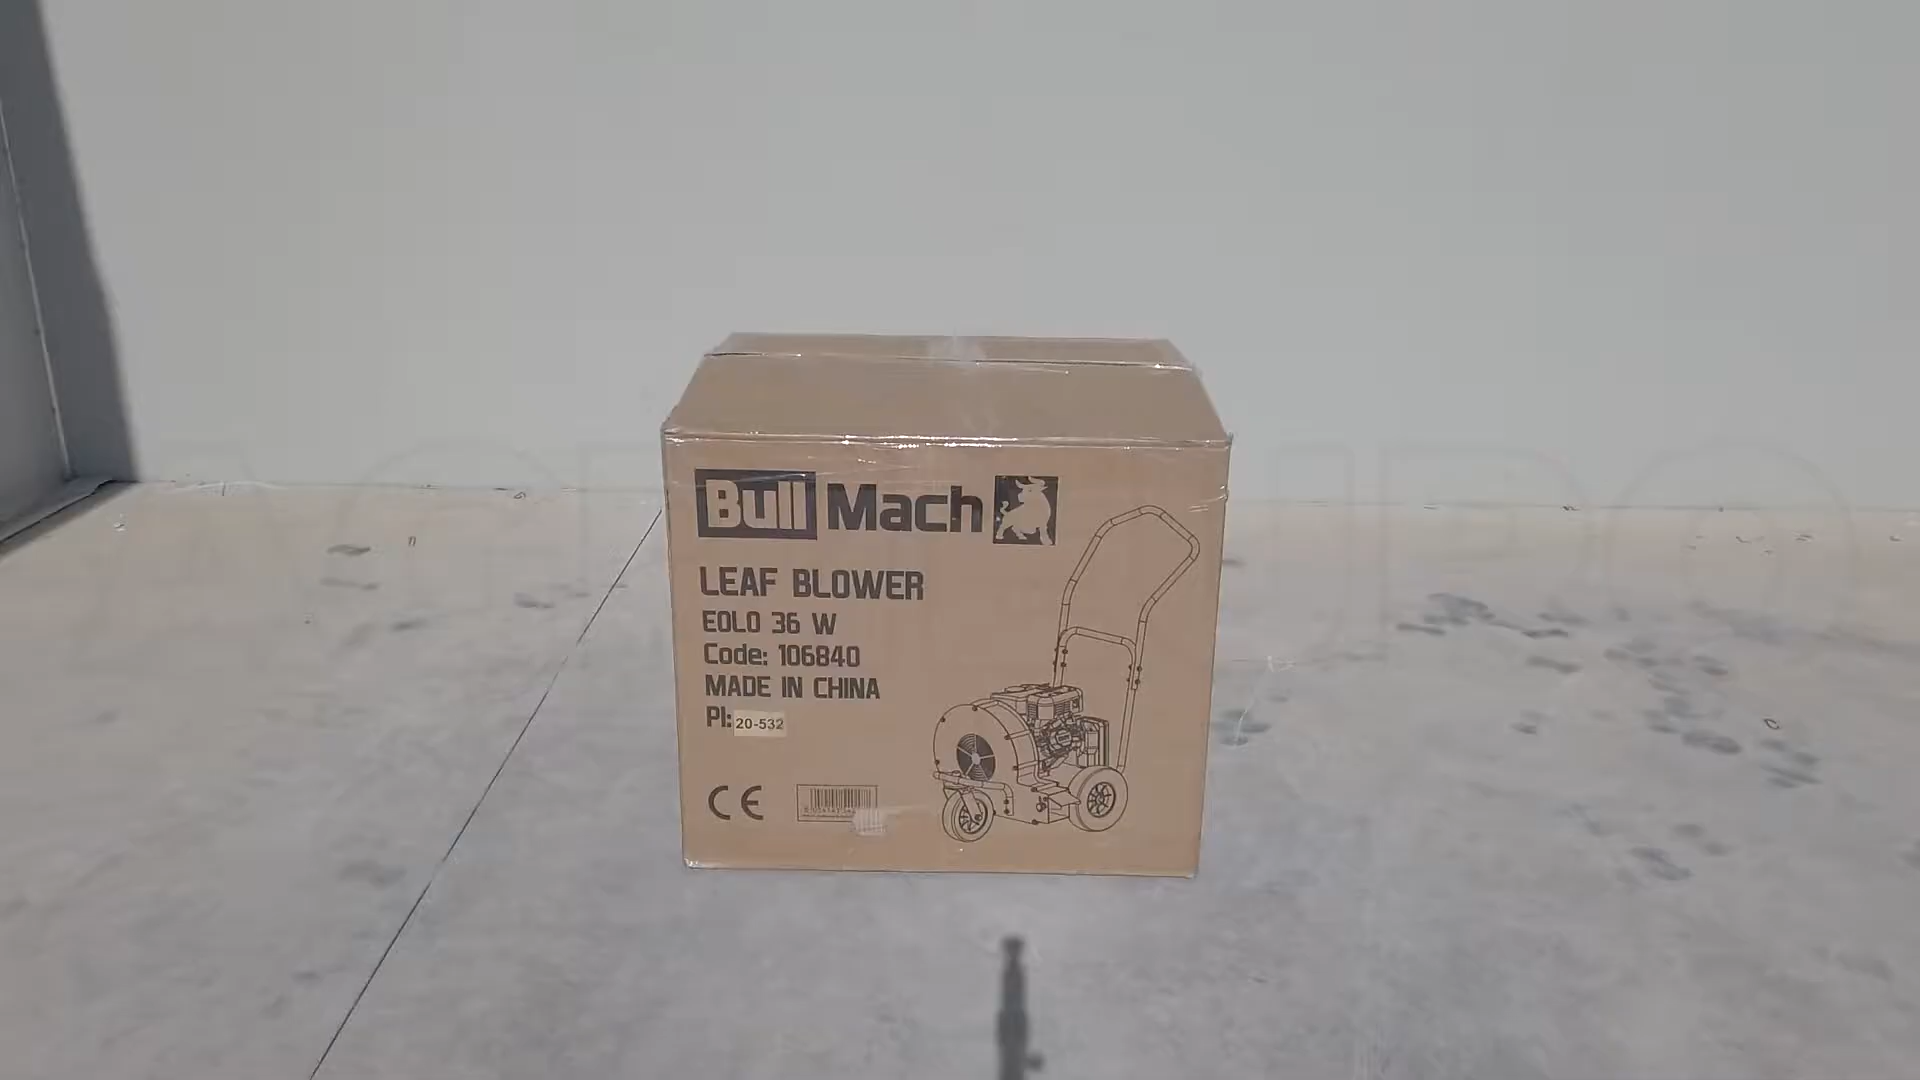 Bull Mach
LEAF BLOWER
EOLO 36 W
Code: 106840
MADE IN CHINA
PI: 20-532
CE